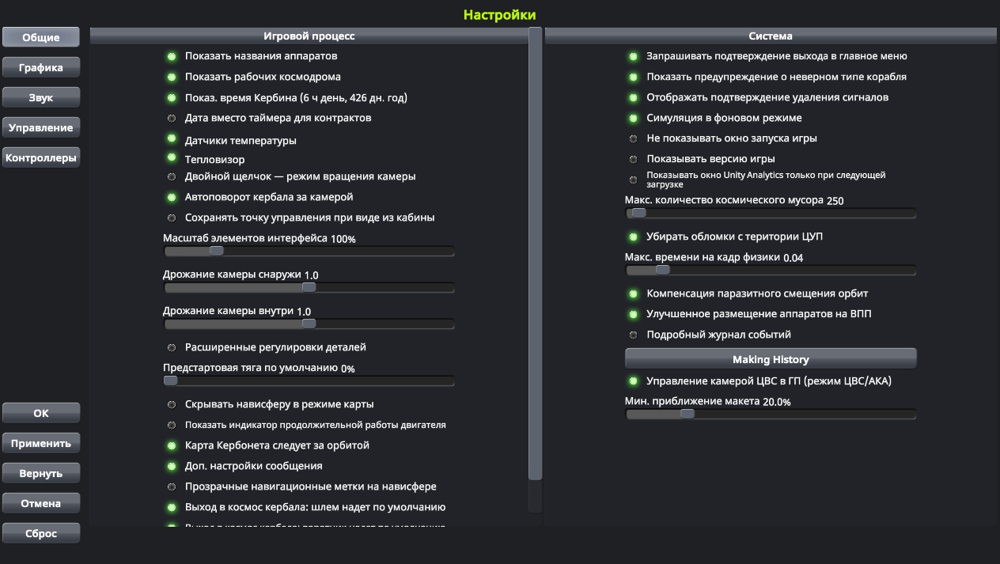 Настройки
Общие
Графика
Звук
Управление
Контроллеры
ОК
Применить
Вернуть
Отмена
Сброс
Игровой процесс
Показать названия аппаратов
Показать рабочих космодрома
Показ. время Кербина (6 ч день, 426 дн. год)
Дата вместо таймера для контрактов
Датчики температуры
Тепловизор
Двойной щелчок — режим вращения камеры
Автоповорот кербала за камерой
Сохранять точку управления при виде из кабины
Масштаб элементов интерфейса 100%
Дрожание камеры снаружи 1.0
Дрожание камеры внутри 1.0
Расширенные регулировки деталей
Предстартовая тяга по умолчанию 0%
Скрывать нависферу в режиме карты
Показать индикатор продолжительной работы двигателя
Карта Кербонета следует за орбитой
Доп. настройки сообщения
Прозрачные навигационные метки на нависфере
Выход в космос кербала: шлем надет по умолчанию
Система
Запрашивать подтверждение выхода в главное меню
Показать предупреждение о неверном типе корабля
Отображать подтверждение удаления сигналов
Симуляция в фоновом режиме
Не показывать окно запуска игры
Показывать версию игры
Показывать окно Unity Analytics только при следующей
загрузке
Макс. количество космического мусора 250
Убирать обломки с територии ЦУП
Макс. времени на кадр физики 0.04
Компенсация паразитного смещения орбит
Улучшенное размещение аппаратов на ВПП
Подробный журнал событий
Making History
Управление камерой ЦВС в ГП (режим ЦВС/АКА)
Мин. приближение макета 20.0%